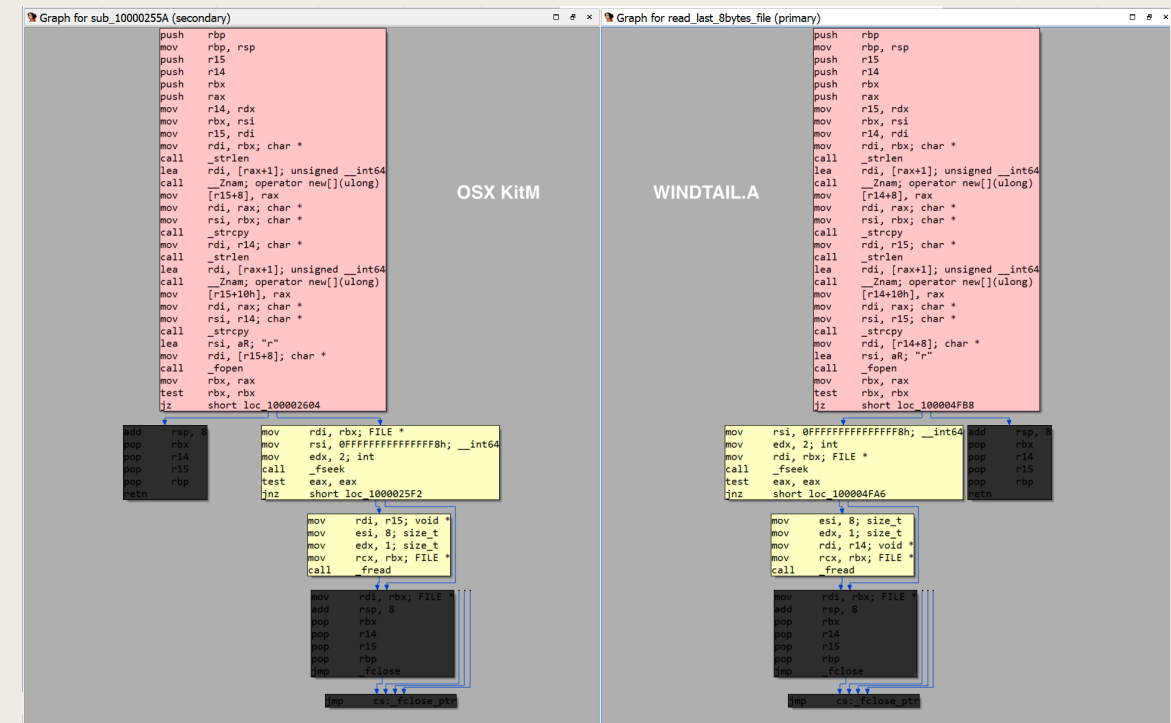 Graph for sub_10000255A (secondary)
push rbp
mov rbp, rsp
push r15
push r14
push rbx
push rax
mov r14, rdx
mov rbx, rsi
mov r15, rdi
mov rdi, rbx; char *
call _strlen
lea rdi, [rax+1]; unsigned __int64
call __Znam; operator new[](ulong)
mov [r15+8], rax
mov rdi, rax; char *
mov rsi, rbx; char *
call _strcpy
mov rdi, r14; char *
call _strlen
lea rdi, [rax+1]; unsigned __int64
call __Znam; operator new[](ulong)
mov [r15+10h], rax
mov rdi, rax; char *
mov rsi, r14; char *
call _strcpy
lea rsi, aR; "r"
mov rdi, [r15+8]; char *
call _fopen
mov rbx, rax
test rbx, rbx
jz short loc_100002604
OSX KitM
add rsp, 8
pop rbx
pop r14
pop r15
pop rbp
retn
mov rdi, rbx; FILE *
mov rsi, 0FFFFFFFFFFFFFFF8h; __int64
mov edx, 2; int
call _fseek
test eax, eax
jnz short loc_1000025F2
mov rdi, r15; void *
mov esi, 8; size_t
mov edx, 1; size_t
mov rcx, rbx; FILE *
call _fread
mov rdi, rbx; FILE *
add rsp, 8
pop rbx
pop r14
pop r15
pop rbp
jmp _fclose
jmp cs:_fclose_ptr
Graph for read_last_8bytes_file (primary)
WINDTAIL.A
push rbp
mov rbp, rsp
push r15
push r14
push rbx
push rax
mov r15, rdx
mov rbx, rsi
mov r14, rdi
mov rdi, rbx; char *
call _strlen
lea rdi, [rax+1]; unsigned __int64
call __Znam; operator new[](ulong)
mov [r14+8], rax
mov rdi, rax; char *
mov rsi, rbx; char *
call _strcpy
mov rdi, r15; char *
call _strlen
lea rdi, [rax+1]; unsigned __int64
call __Znam; operator new[](ulong)
mov [r14+10h], rax
mov rdi, rax; char *
mov rsi, r15; char *
call _strcpy
mov rdi, [r14+8]; char *
lea rsi, aR; "r"
call _fopen
mov rbx, rax
test rbx, rbx
jz short loc_100004FB8
mov rsi, 0FFFFFFFFFFFFFFF8h; __int64
mov edx, 2; int
mov rdi, rbx; FILE *
call _fseek
test eax, eax
jnz short loc_100004FA6
add rsp, 8
pop rbx
pop r14
pop r15
pop rbp
retn
mov esi, 8; size_t
mov edx, 1; size_t
mov rdi, r14; void *
mov rcx, rbx; FILE *
call _fread
mov rdi, rbx; FILE *
add rsp, 8
pop rbx
pop r14
pop r15
pop rbp
jmp _fclose
jmp cs:_fclose_ptr